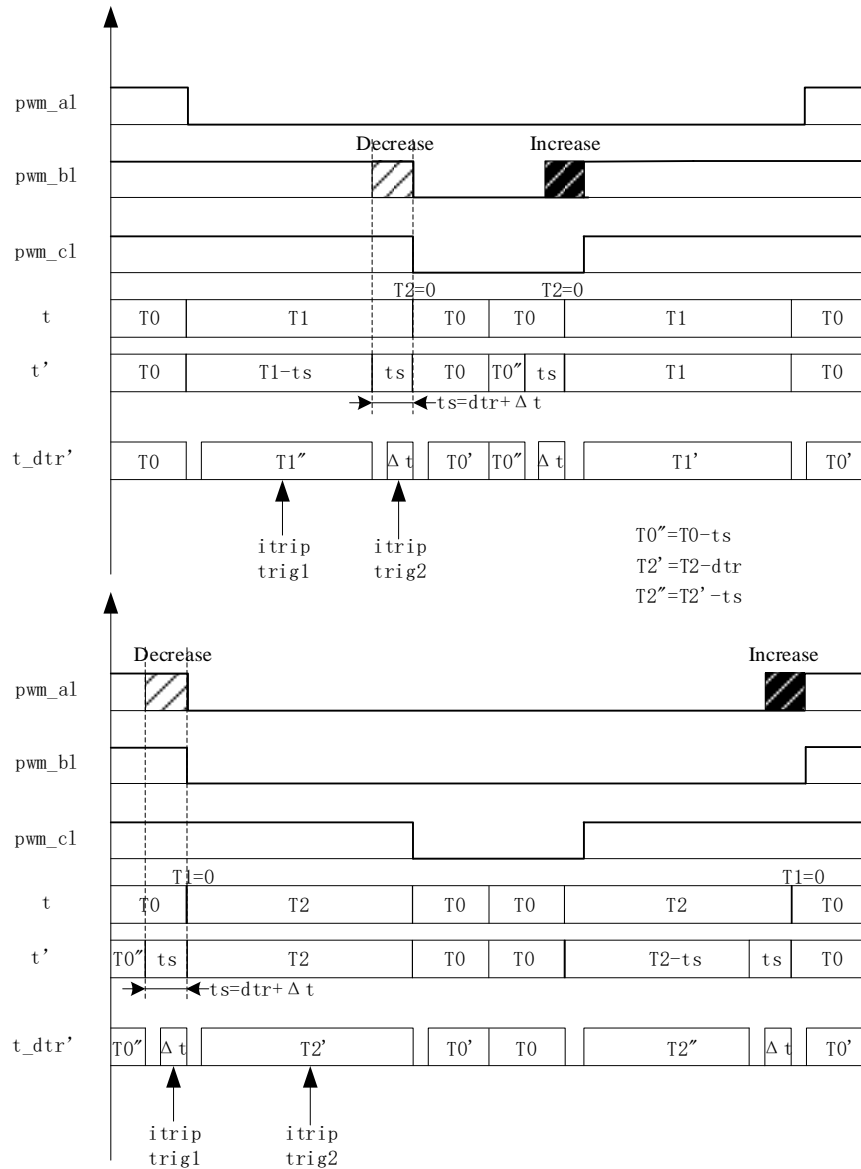 pwm_al
Decrease
Increase
pwm_bl
pwm_cl
T2=0
T2=0
t
T0
T1
T0
T0
T1
T0
t’
T0
T1-ts
ts
T0
T0″
ts
T1
T0
ts=dtr+Δt
t_dtr’
T0
T1″
Δt
T0’
T0″
Δt
T1’
T0’
itrip
trig1
itrip
trig2
T0″=T0-ts
T2’=T2-dtr
T2″=T2’-ts
Decrease
Increase
pwm_al
pwm_bl
pwm_cl
T1=0
T1=0
t
T0
T2
T0
T0
T2
T0
t’
T0″
ts
T2
T0
T0
T2-ts
ts
T0
ts=dtr+Δt
t_dtr’
T0″
Δt
T2’
T0’
T0
T2″
Δt
T0’
itrip
trig1
itrip
trig2